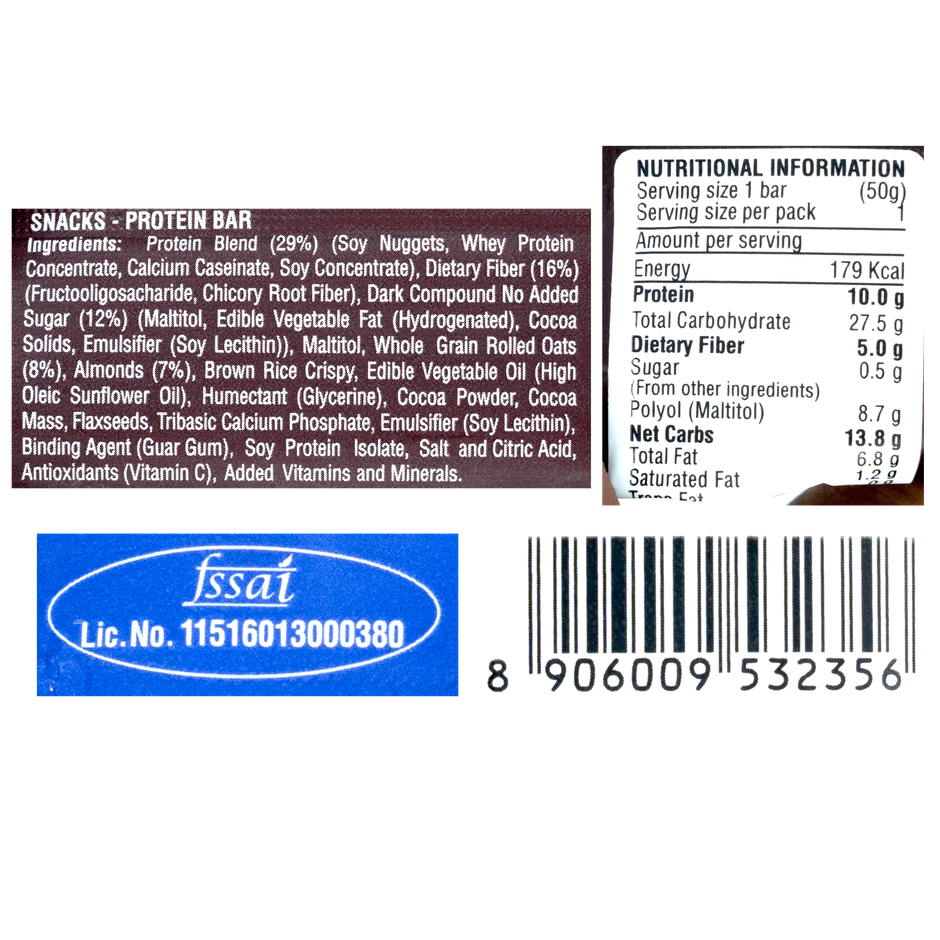 SNACKS - PROTEIN BAR
Ingredients: Protein Blend (29%) (Soy Nuggets, Whey Protein
Concentrate, Calcium Caseinate, Soy Concentrate), Dietary Fiber (16%)
(Fructooligosacharide, Chicory Root Fiber), Dark Compound No Added
Sugar (12%) (Maltitol, Edible Vegetable Fat (Hydrogenated), Cocoa
Solids, Emulsifier (Soy Lecithin)), Maltitol, Whole Grain Rolled Oats
(8%), Almonds (7%), Brown Rice Crispy, Edible Vegetable Oil (High
Oleic Sunflower Oil), Humectant (Glycerine), Cocoa Powder, Cocoa
Mass, Flaxseeds, Tribasic Calcium Phosphate, Emulsifier (Soy Lecithin),
Binding Agent (Guar Gum), Soy Protein Isolate, Salt and Citric Acid,
Antioxidants (Vitamin C), Added Vitamins and Minerals.
NUTRITIONAL INFORMATION
Serving size 1 bar (50g)
Serving size per pack 1
Amount per serving
Energy 179 Kcal
Protein 10.0 g
Total Carbohydrate 27.5 g
Dietary Fiber 5.0 g
Sugar 0.5 g
(From other ingredients)
Polyol (Maltitol) 8.7 g
Net Carbs 13.8 g
Total Fat 6.8 g
Saturated Fat 1.2 g
Trans Fat
fssai
Lic. No. 11516013000380
8 906009 532356